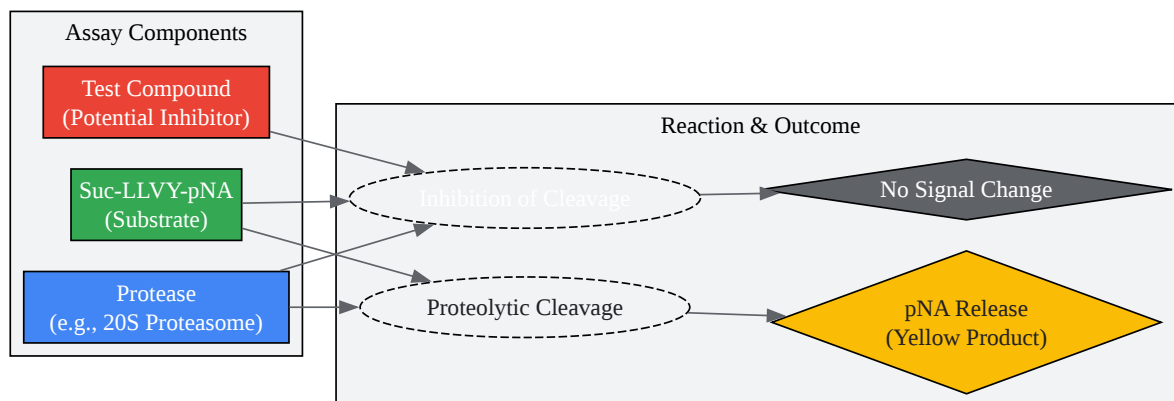 Assay Components
Test Compound
(Potential Inhibitor)
Suc-LLVY-pNA
(Substrate)
Protease
(e.g., 20S Proteasome)
Reaction & Outcome
Inhibition of Cleavage
No Signal Change
Proteolytic Cleavage
pNA Release
(Yellow Product)